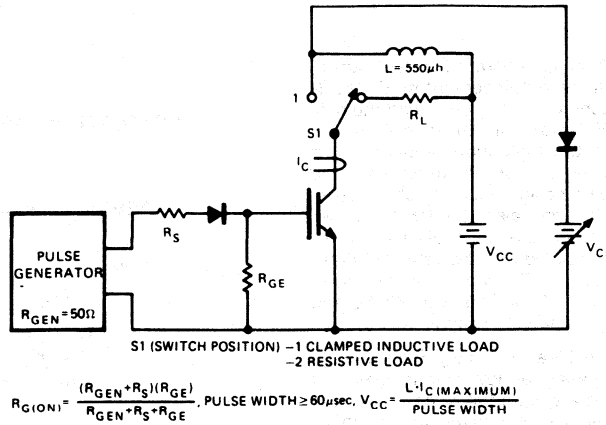 L = 550μh
1
S1
R_L
I_C
R_S
PULSE
GENERATOR
R_GEN = 50Ω
R_GE
V_CC
V_C
S1 (SWITCH POSITION) –1 CLAMPED INDUCTIVE LOAD
–2 RESISTIVE LOAD
R_G(ON) = (R_GEN+R_S)(R_GE) / R_GEN+R_S+R_GE, PULSE WIDTH ≥ 60μsec, V_CC = L·I_C(MAXIMUM) / PULSE WIDTH